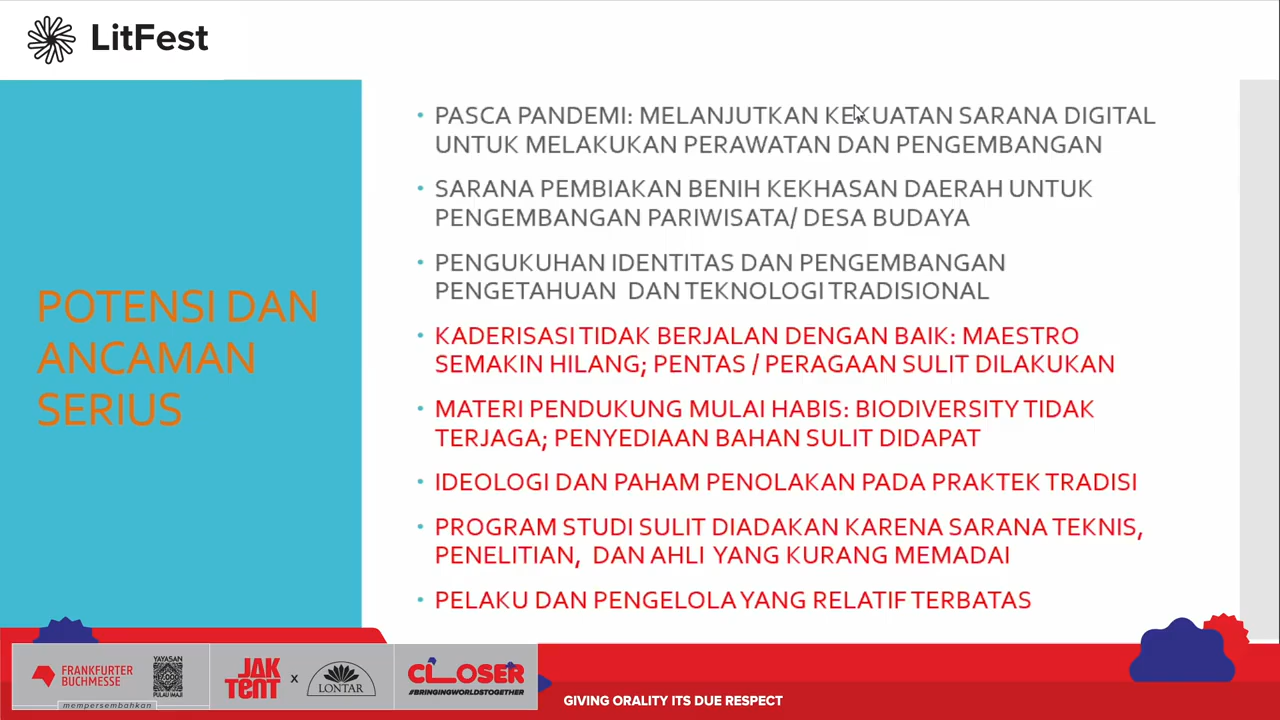 LitFest
POTENSI DAN
ANCAMAN
SERIUS
PASCA PANDEMI: MELANJUTKAN KEKUATAN SARANA DIGITAL
UNTUK MELAKUKAN PERAWATAN DAN PENGEMBANGAN
SARANA PEMBIAKAN BENIH KEKHASAN DAERAH UNTUK
PENGEMBANGAN PARIWISATA/ DESA BUDAYA
PENGUKUHAN IDENTITAS DAN PENGEMBANGAN
PENGETAHUAN DAN TEKNOLOGI TRADISIONAL
KADERISASI TIDAK BERJALAN DENGAN BAIK: MAESTRO
SEMAKIN HILANG; PENTAS / PERAGAAN SULIT DILAKUKAN
MATERI PENDUKUNG MULAI HABIS: BIODIVERSITY TIDAK
TERJAGA; PENYEDIAAN BAHAN SULIT DIDAPAT
IDEOLOGI DAN PAHAM PENOLAKAN PADA PRAKTEK TRADISI
PROGRAM STUDI SULIT DIADAKAN KARENA SARANA TEKNIS,
PENELITIAN, DAN AHLI YANG KURANG MEMADAI
PELAKU DAN PENGELOLA YANG RELATIF TERBATAS
FRANKFURTER
BUCHMESSE
YAYASAN
17.000
PULAU IMAJI
mempersembahkan
JAK
TENT
x
LONTAR
CLOSER
#BRINGINGWORLDSTOGETHER
GIVING ORALITY ITS DUE RESPECT